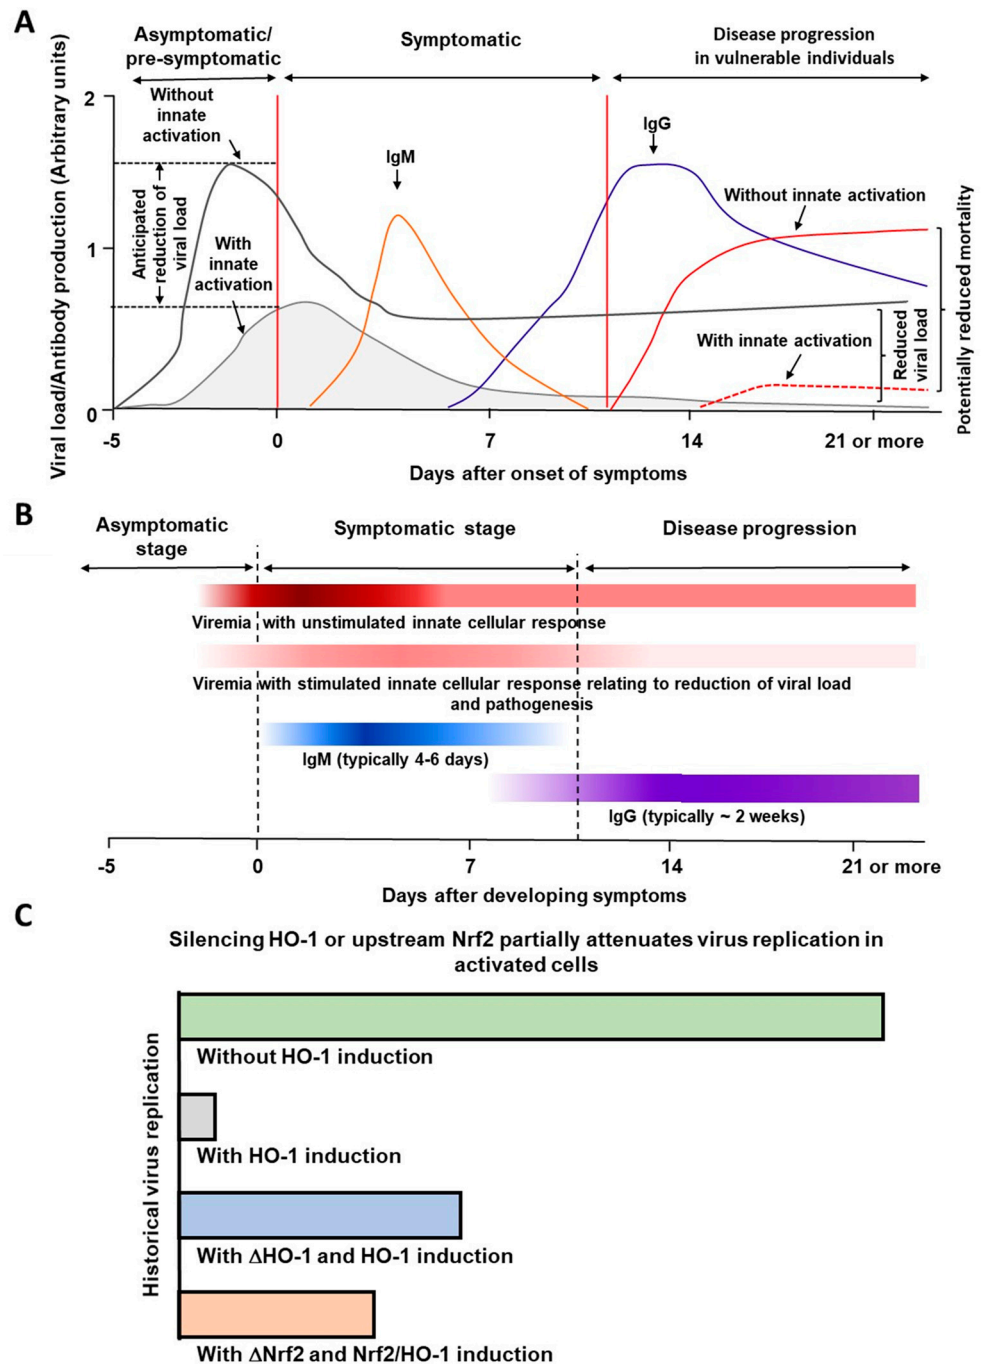 A
Asymptomatic/
pre-symptomatic
Symptomatic
Disease progression
in vulnerable individuals
Viral load/Antibody production (Arbitrary units)
2
1
0
Without
innate
activation
Anticipated
reduction of
viral load
With
innate
activation
IgM
IgG
Without innate activation
With innate activation
Reduced
viral load
Potentially reduced mortality
-5
0
7
14
21 or more
Days after onset of symptoms
B
Asymptomatic
stage
Symptomatic stage
Disease progression
Viremia with unstimulated innate cellular response
Viremia with stimulated innate cellular response relating to reduction of viral load
and pathogenesis
IgM (typically 4-6 days)
IgG (typically ~ 2 weeks)
-5
0
7
14
21 or more
Days after developing symptoms
C
Silencing HO-1 or upstream Nrf2 partially attenuates virus replication in
activated cells
Historical virus replication
Without HO-1 induction
With HO-1 induction
With ΔHO-1 and HO-1 induction
With ΔNrf2 and Nrf2/HO-1 induction